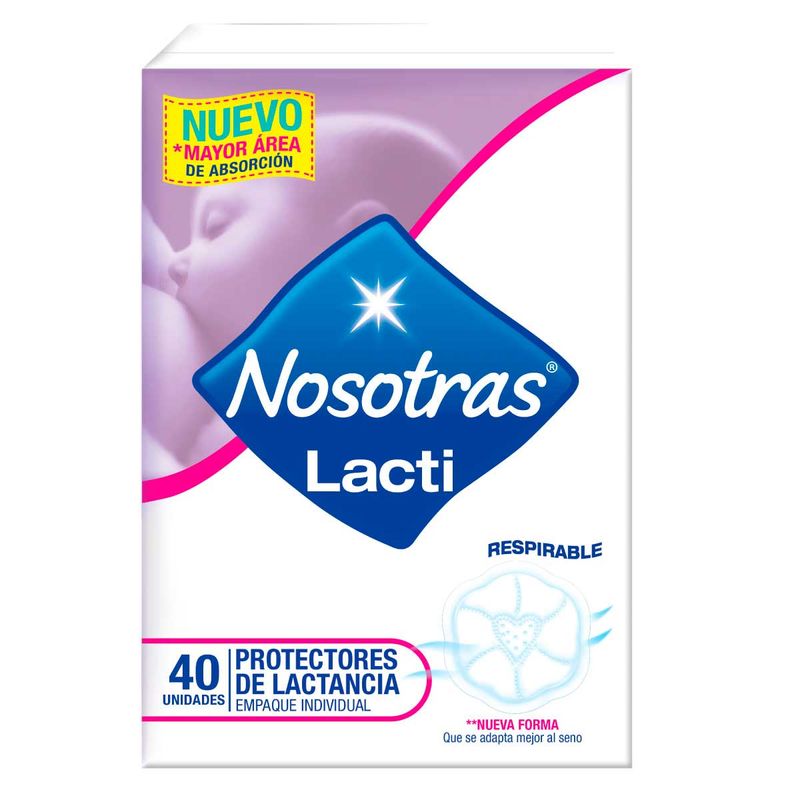 NUEVO
*MAYOR ÁREA
DE ABSORCIÓN
Nosotras®
Lacti
RESPIRABLE
40
UNIDADES
PROTECTORES
DE LACTANCIA
EMPAQUE INDIVIDUAL
**NUEVA FORMA
Que se adapta mejor al seno